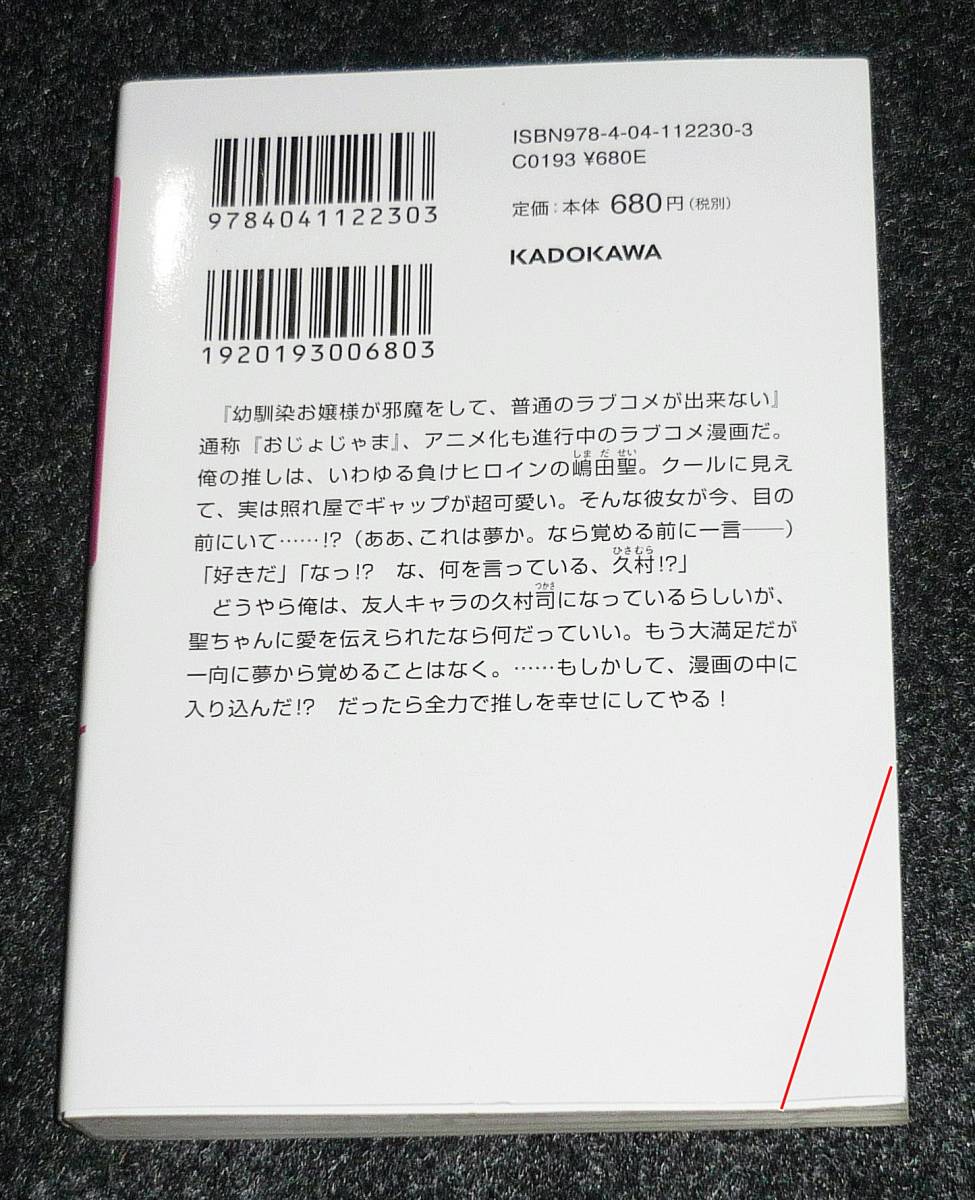 ISBN978-4-04-112230-3
C0193 ¥680E
9784041122303
定価：本体 680円（税別）
KADOKAWA
1920193006803
『幼馴染お嬢様が邪魔をして、普通のラブコメが出来ない』
通称『おじょじゃま』、アニメ化も進行中のラブコメ漫画だ。
しま だ せい
俺の推しは、いわゆる負けヒロインの嶋田聖。クールに見え
て、実は照れ屋でギャップが超可愛い。そんな彼女が今、目の
前にいて……!?（ああ、これは夢か。なら覚める前に一言――）
ひさむら
「好きだ」「なっ!?　な、何を言っている、久村!?」
つかさ
どうやら俺は、友人キャラの久村司になっているらしいが、
聖ちゃんに愛を伝えられたなら何だっていい。もう大満足だが
一向に夢から覚めることはなく。……もしかして、漫画の中に
入り込んだ!?　だったら全力で推しを幸せにしてやる！